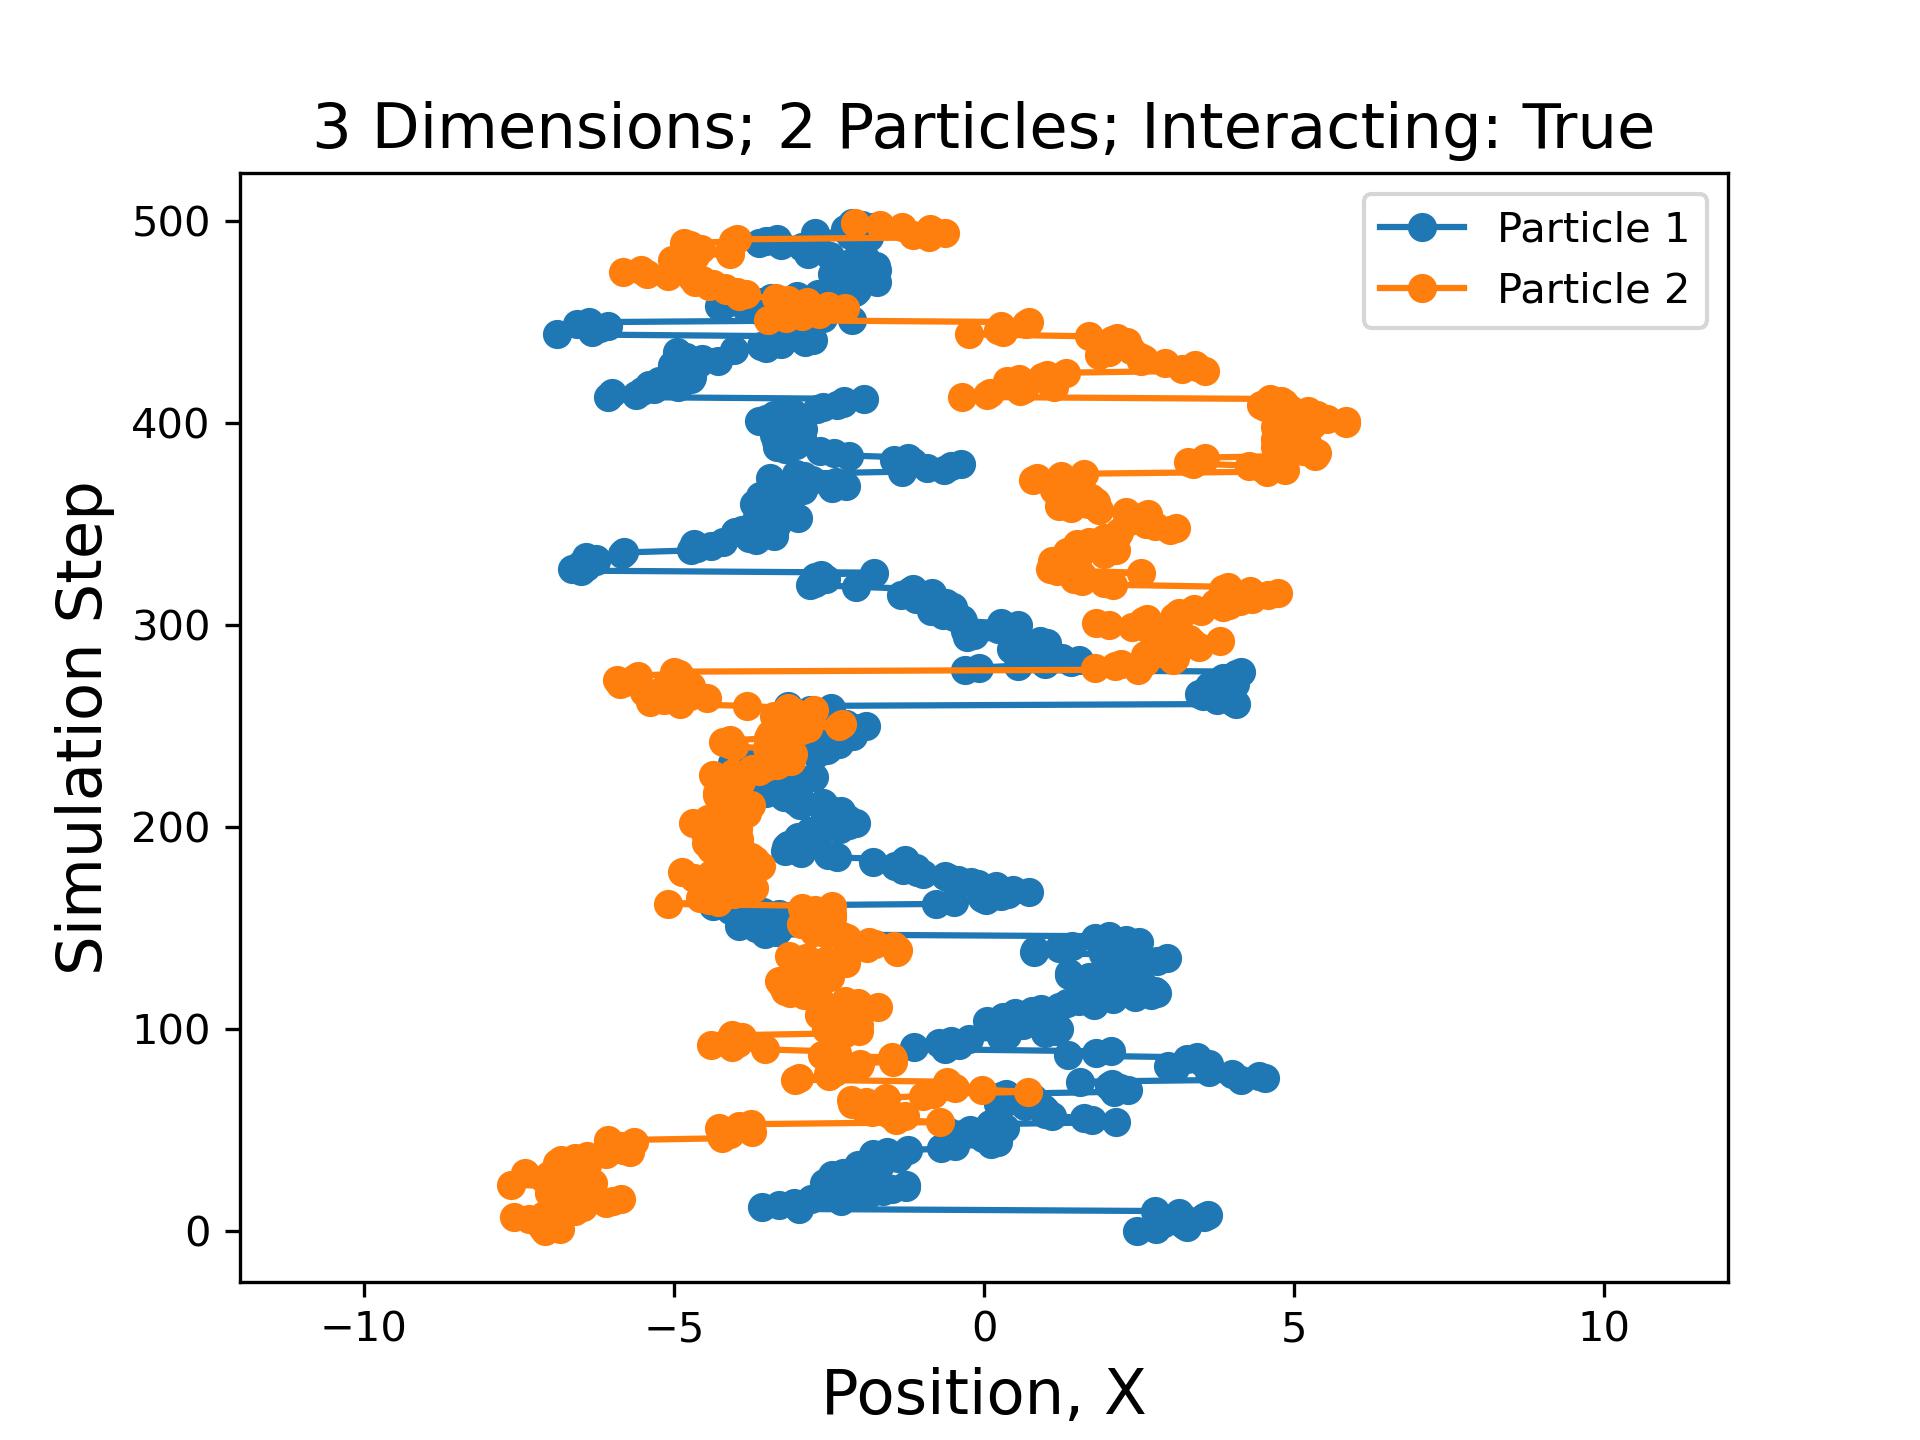 3 Dimensions; 2 Particles; Interacting: True
Particle 1
Particle 2
500
400
300
200
100
0
Simulation Step
−10
−5
0
5
10
Position, X